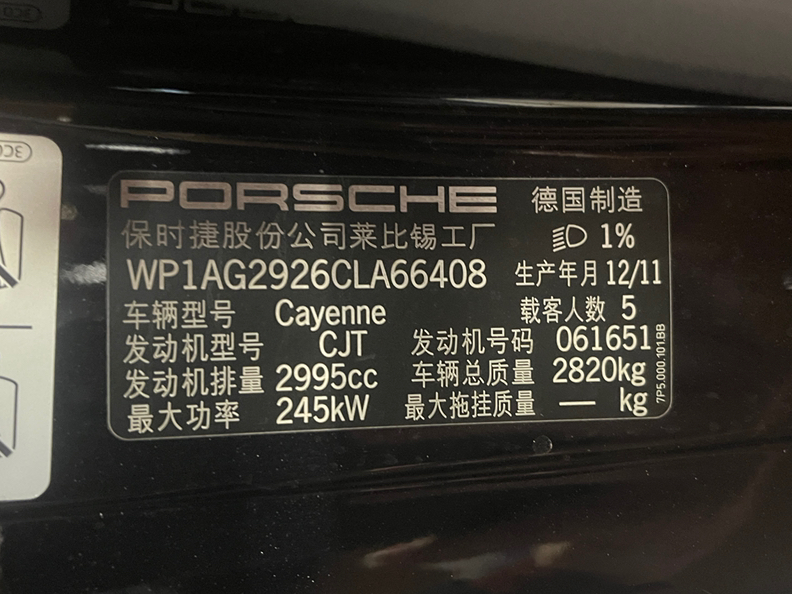 PORSCHE 德国制造
保时捷股份公司莱比锡工厂 1%
WP1AG2926CLA66408 生产年月 12/11
车辆型号 Cayenne 载客人数 5
发动机型号 CJT 发动机号码 061651
发动机排量 2995cc 车辆总质量 2820kg
最大功率 245kW 最大拖挂质量 — kg
7P5.000.101.BB